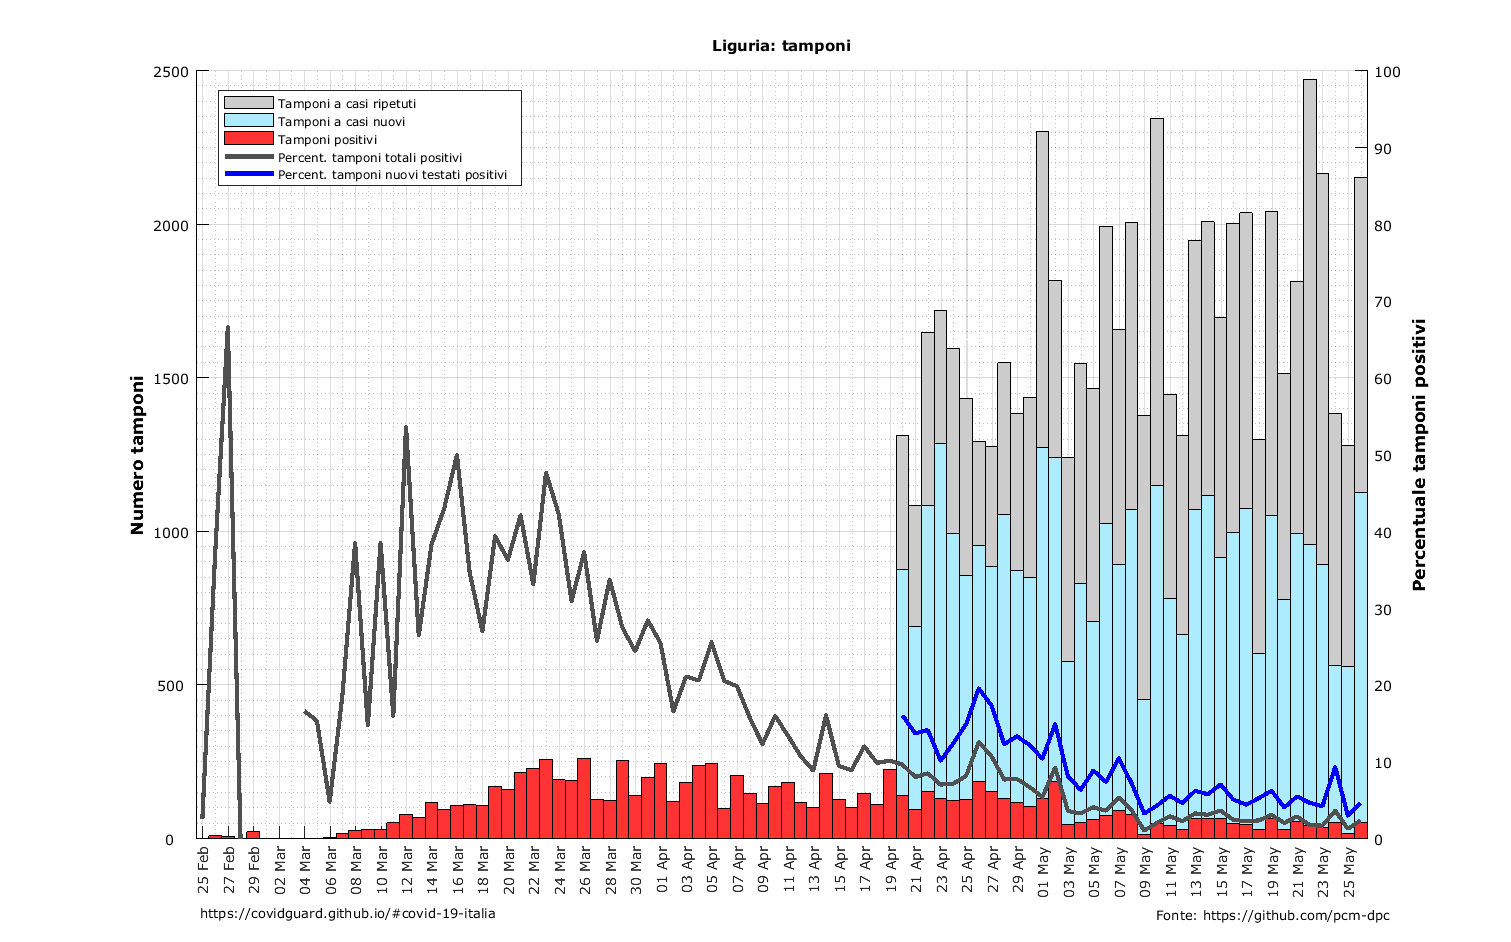 Liguria: tamponi
2500
2000
1500
1000
500
0
100
90
80
70
60
50
40
30
20
10
0
Numero tamponi
Percentuale tamponi positivi
Tamponi a casi ripetuti
Tamponi a casi nuovi
Tamponi positivi
Percent. tamponi totali positivi
Percent. tamponi nuovi testati positivi
25 Feb
27 Feb
29 Feb
02 Mar
04 Mar
06 Mar
08 Mar
10 Mar
12 Mar
14 Mar
16 Mar
18 Mar
20 Mar
22 Mar
24 Mar
26 Mar
28 Mar
30 Mar
01 Apr
03 Apr
05 Apr
07 Apr
09 Apr
11 Apr
13 Apr
15 Apr
17 Apr
19 Apr
21 Apr
23 Apr
25 Apr
27 Apr
29 Apr
01 May
03 May
05 May
07 May
09 May
11 May
13 May
15 May
17 May
19 May
21 May
23 May
25 May
https://covidguard.github.io/#covid-19-italia
Fonte: https://github.com/pcm-dpc